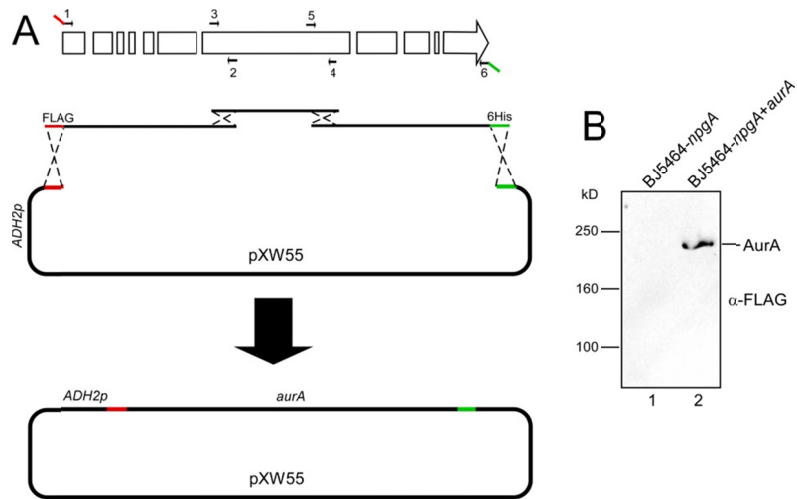 A
1
3
5
2
4
6
FLAG
6His
ADH2p
pXW55
ADH2p
aurA
pXW55
B
BJ5464-npgA
BJ5464-npgA+aurA
kD
250
160
100
AurA
α-FLAG
1
2